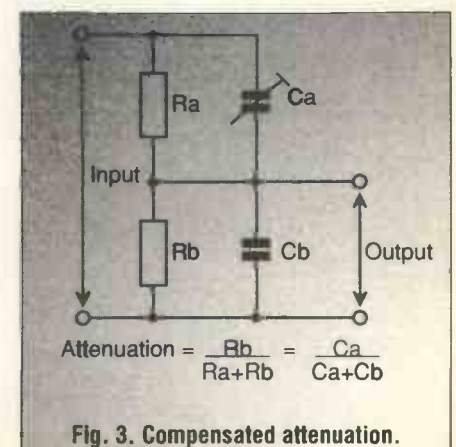 Ra
Ca
Input
Rb
Cb
Output
Attenuation = Rb / Ra+Rb = Ca / Ca+Cb
Fig. 3. Compensated attenuation.